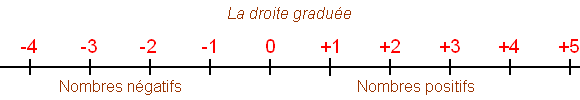 La droite graduée
-4 -3 -2 -1 0 +1 +2 +3 +4 +5
Nombres négatifs Nombres positifs